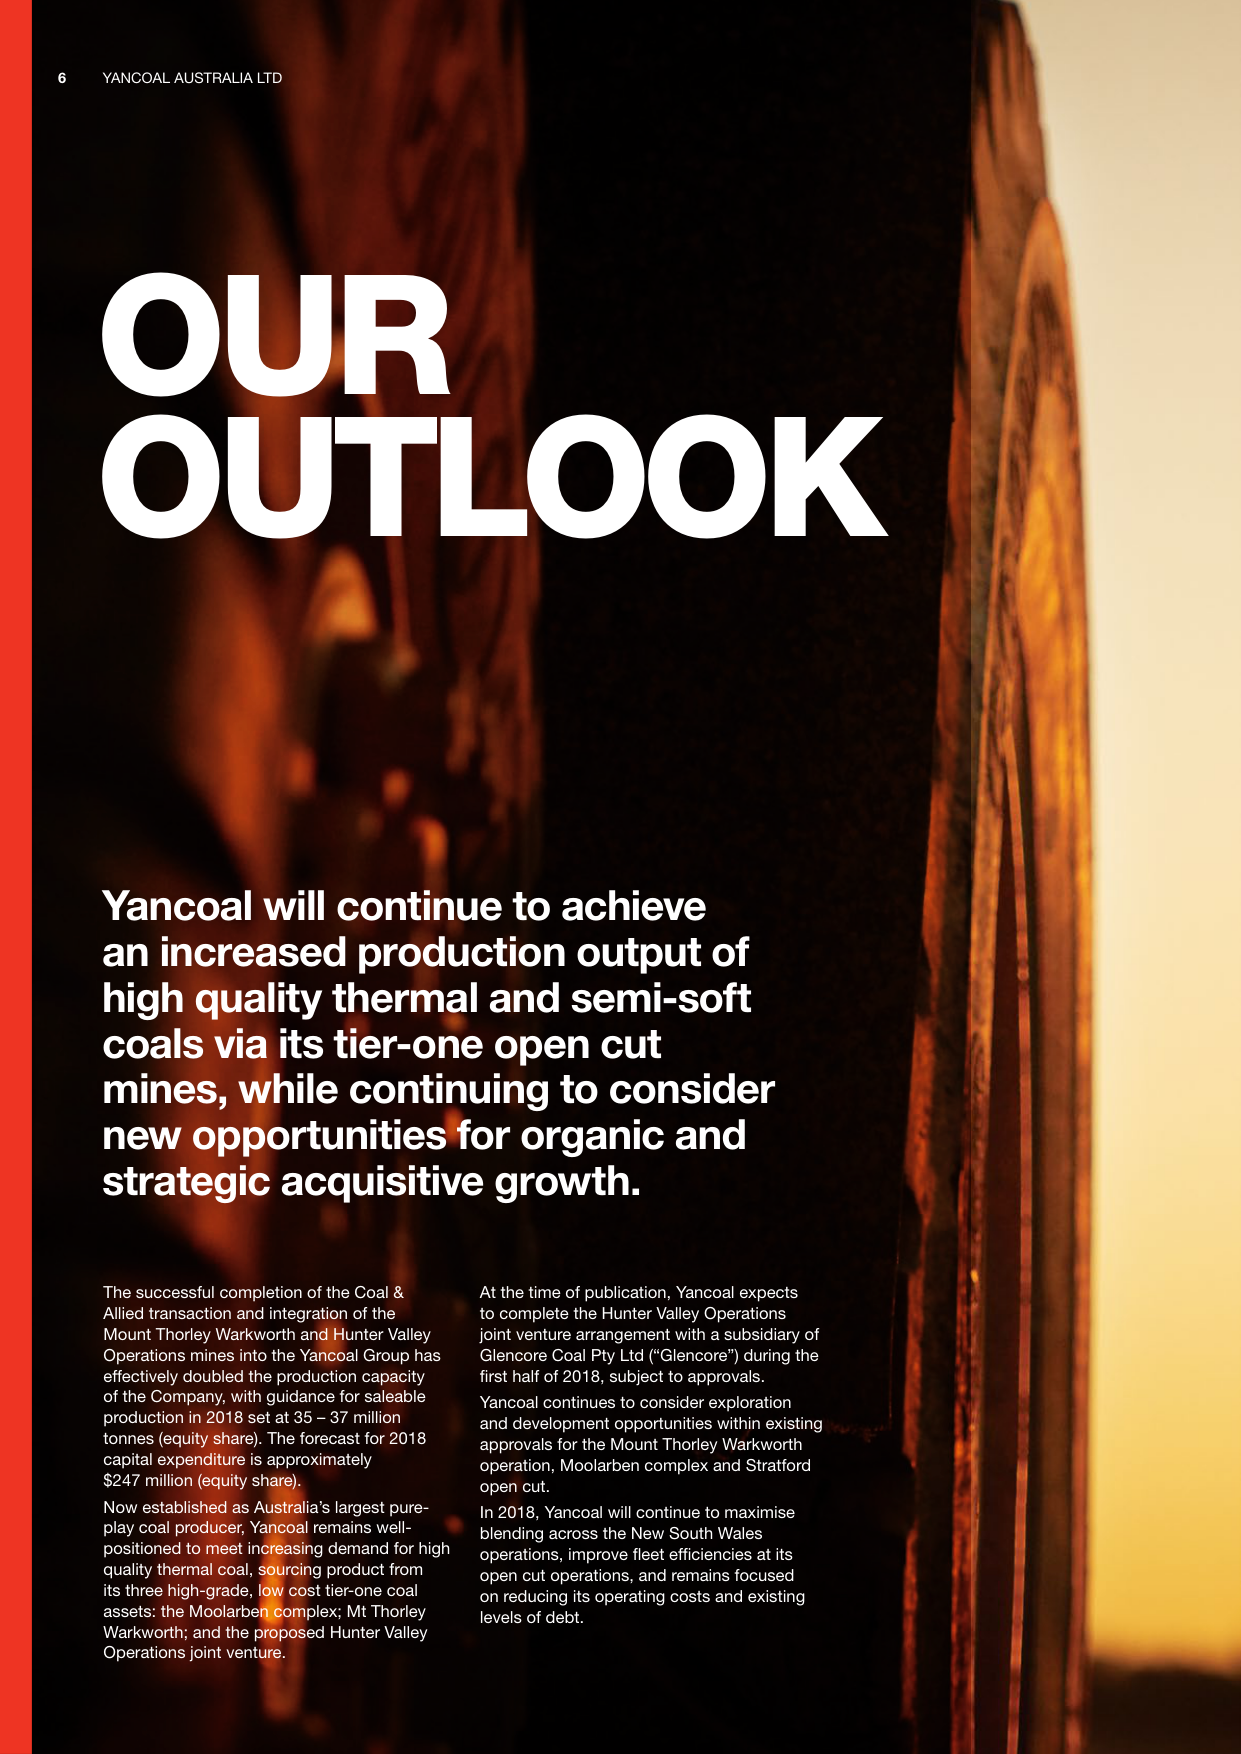 6 YANCOAL AUSTRALIA LTD
OUR
OUTLOOK
Yancoal will continue to achieve
an increased production output of
high quality thermal and semi-soft
coals via its tier-one open cut
mines, while continuing to consider
new opportunities for organic and
strategic acquisitive growth.
The successful completion of the Coal &
Allied transaction and integration of the
Mount Thorley Warkworth and Hunter Valley
Operations mines into the Yancoal Group has
effectively doubled the production capacity
of the Company, with guidance for saleable
production in 2018 set at 35 – 37 million
tonnes (equity share). The forecast for 2018
capital expenditure is approximately
$247 million (equity share).
Now established as Australia’s largest pure-
play coal producer, Yancoal remains well-
positioned to meet increasing demand for high
quality thermal coal, sourcing product from
its three high-grade, low cost tier-one coal
assets: the Moolarben complex; Mt Thorley
Warkworth; and the proposed Hunter Valley
Operations joint venture.
At the time of publication, Yancoal expects
to complete the Hunter Valley Operations
joint venture arrangement with a subsidiary of
Glencore Coal Pty Ltd (“Glencore”) during the
first half of 2018, subject to approvals.
Yancoal continues to consider exploration
and development opportunities within existing
approvals for the Mount Thorley Warkworth
operation, Moolarben complex and Stratford
open cut.
In 2018, Yancoal will continue to maximise
blending across the New South Wales
operations, improve fleet efficiencies at its
open cut operations, and remains focused
on reducing its operating costs and existing
levels of debt.